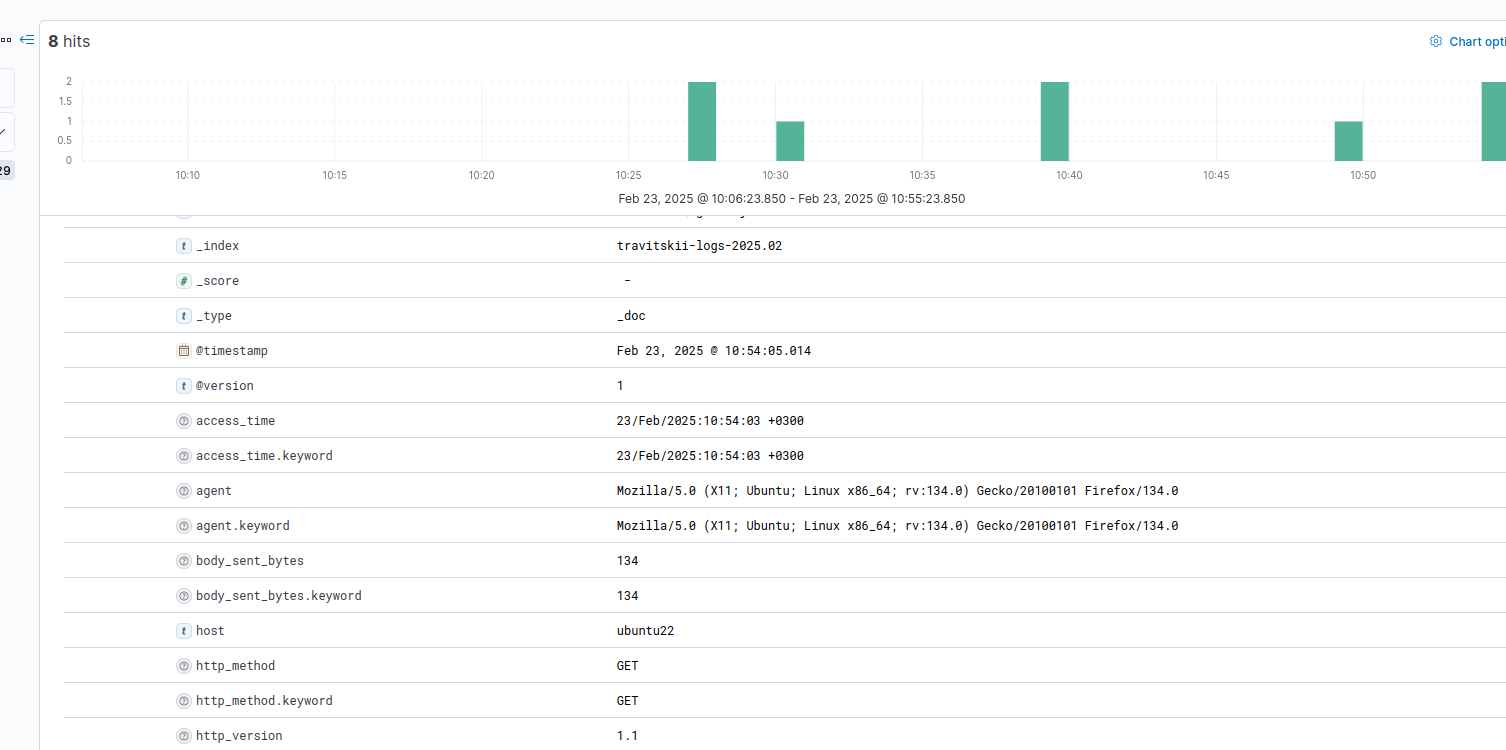 8 hits
Chart opti
2
1.5
1
0.5
0
29
10:10 10:15 10:20 10:25 10:30 10:35 10:40 10:45 10:50
Feb 23, 2025 @ 10:06:23.850 - Feb 23, 2025 @ 10:55:23.850
t _index travitskii-logs-2025.02
# _score -
t _type _doc
@timestamp Feb 23, 2025 @ 10:54:05.014
t @version 1
? access_time 23/Feb/2025:10:54:03 +0300
? access_time.keyword 23/Feb/2025:10:54:03 +0300
? agent Mozilla/5.0 (X11; Ubuntu; Linux x86_64; rv:134.0) Gecko/20100101 Firefox/134.0
? agent.keyword Mozilla/5.0 (X11; Ubuntu; Linux x86_64; rv:134.0) Gecko/20100101 Firefox/134.0
? body_sent_bytes 134
? body_sent_bytes.keyword 134
t host ubuntu22
? http_method GET
? http_method.keyword GET
? http_version 1.1